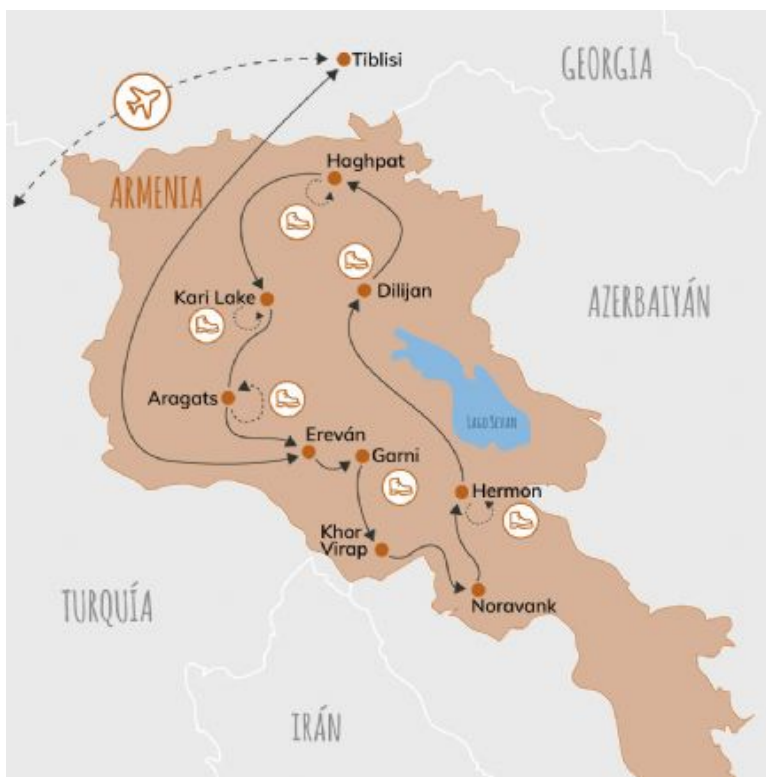 Tiblisi
GEORGIA
Haghpat
ARMENIA
Kari Lake
Dilijan
AZERBAIYÁN
Aragats
LAGO SEVAN
Ereván
Garni
Hermon
Khor
Virap
Noravank
TURQUÍA
IRÁN